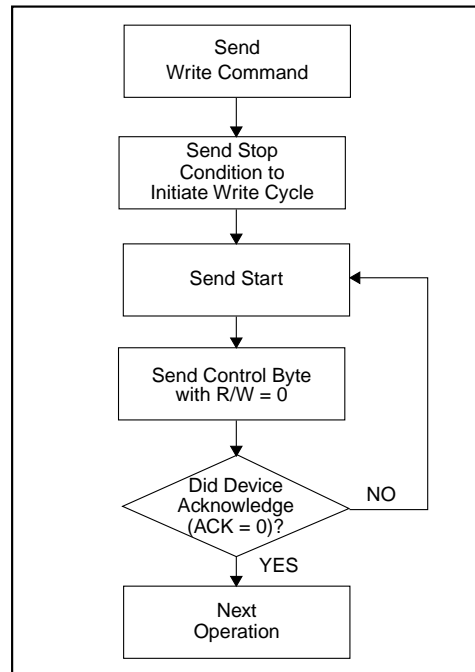 Send
Write Command
Send Stop
Condition to
Initiate Write Cycle
Send Start
Send Control Byte
with R/W = 0
Did Device
Acknowledge
(ACK = 0)?
NO
YES
Next
Operation